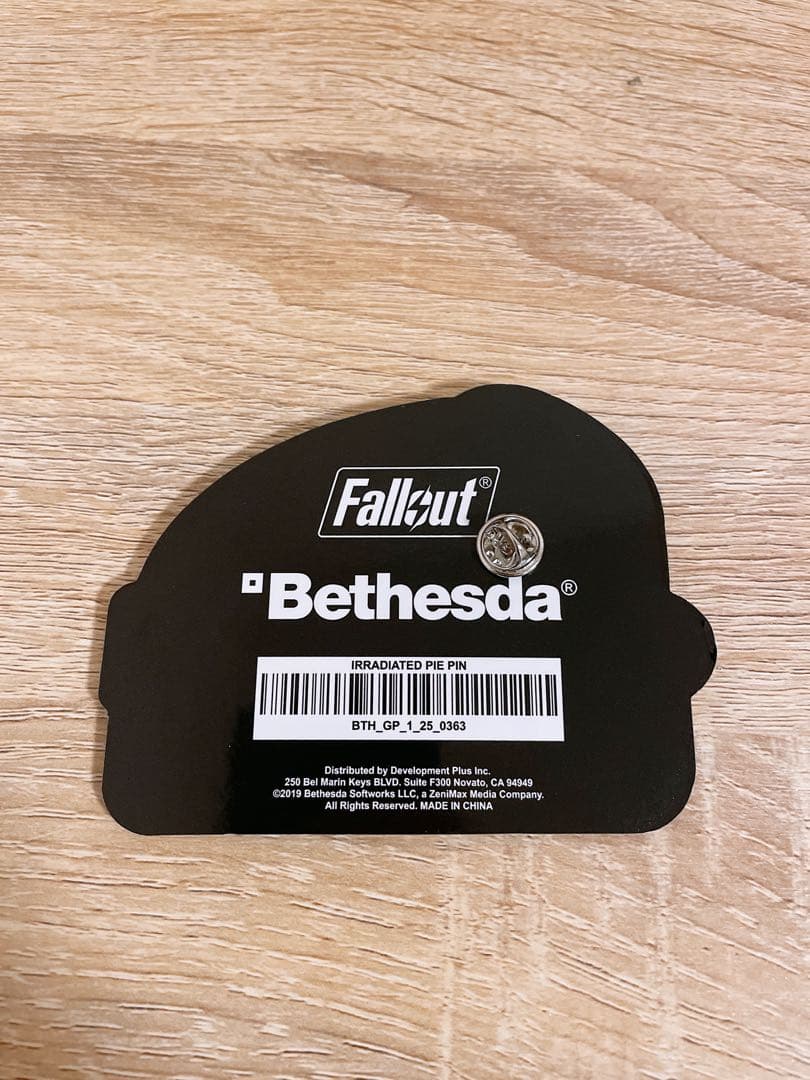 Fallout®
Bethesda®
IRRADIATED PIE PIN
BTH_GP_1_25_0363
Distributed by Development Plus Inc.
250 Bel Marin Keys BLVD. Suite F300 Novato, CA 94949
©2019 Bethesda Softworks LLC, a ZeniMax Media Company.
All Rights Reserved. MADE IN CHINA